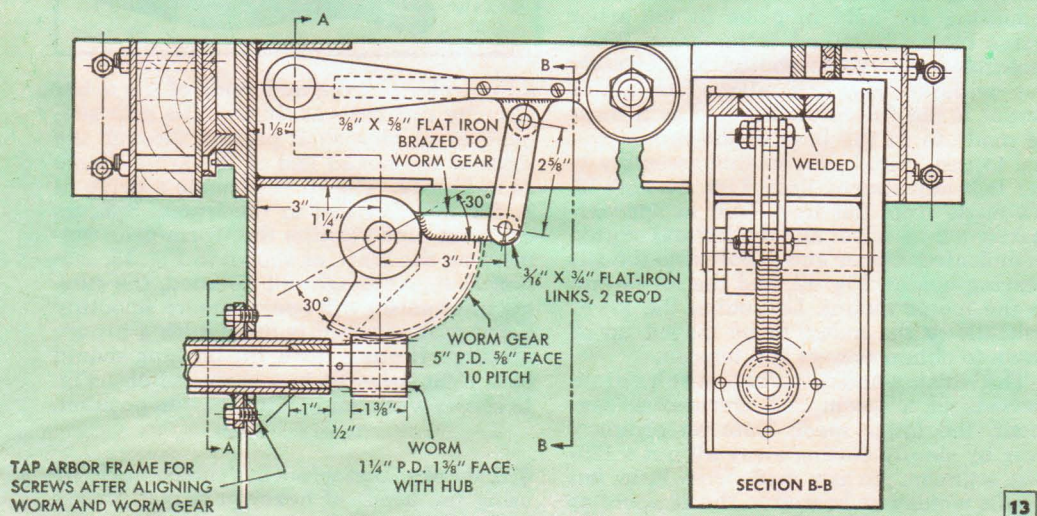 A
B
1⅛"
⅜" X ⅝" FLAT IRON
BRAZED TO
WORM GEAR
2⅝"
WELDED
3"
1¼"
30°
3"
3/16" X ¾" FLAT-IRON
LINKS, 2 REQ'D
30°
WORM GEAR
5" P.D. ⅝" FACE
10 PITCH
1"
1⅜"
½"
A
B
WORM
1¼" P.D. 1⅜" FACE
WITH HUB
TAP ARBOR FRAME FOR
SCREWS AFTER ALIGNING
WORM AND WORM GEAR
SECTION B-B
13